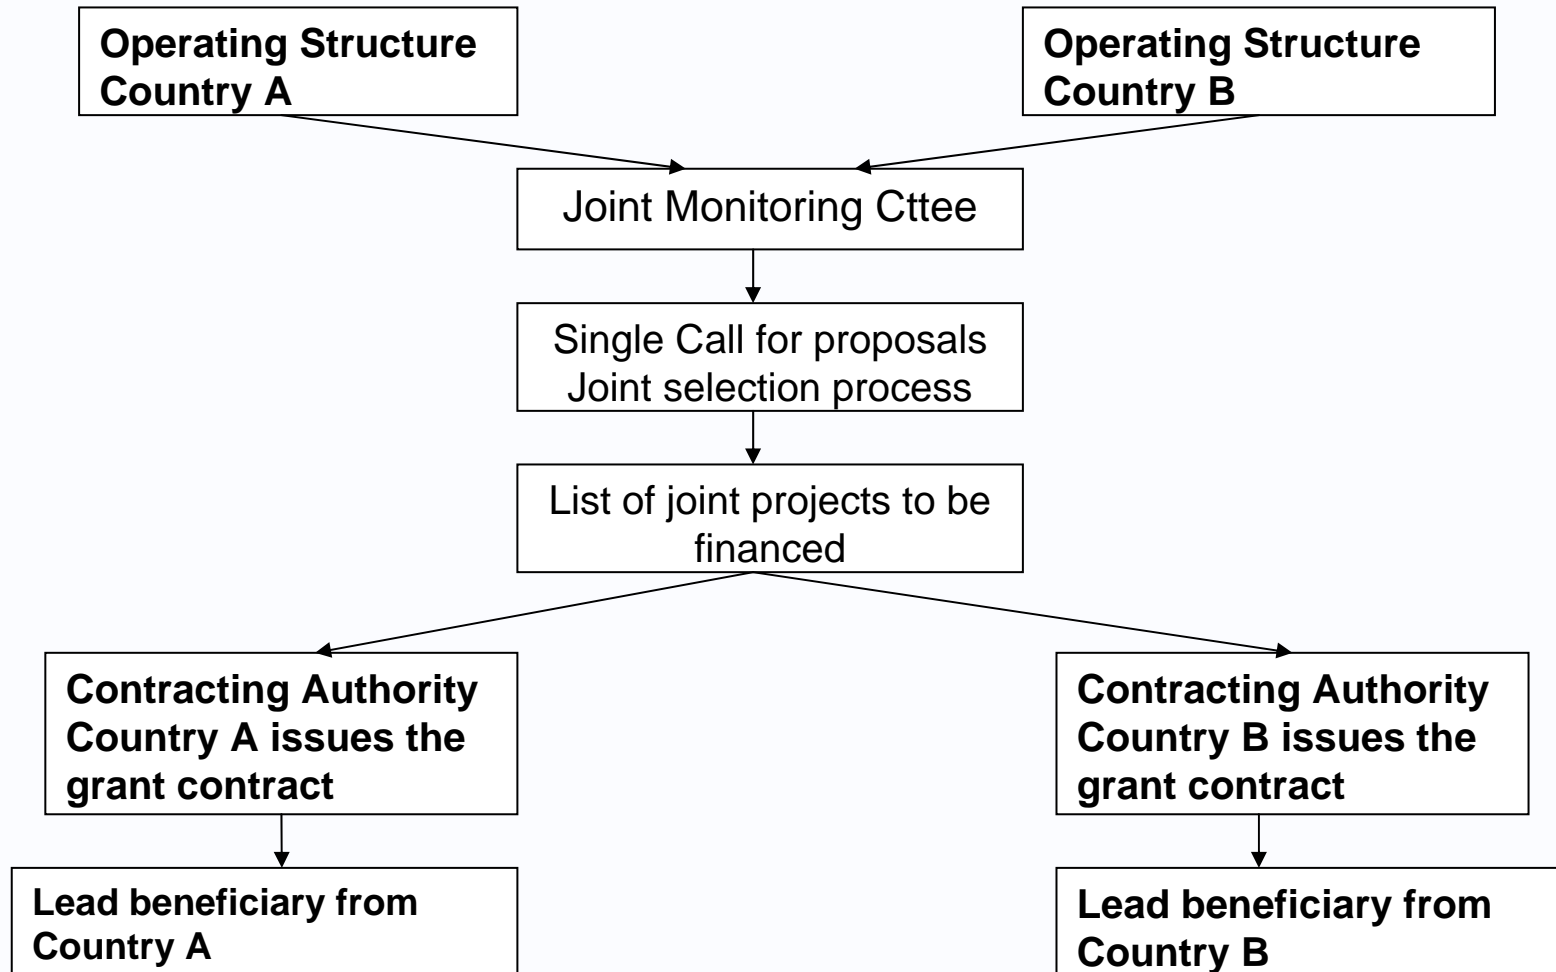 Operating Structure
Country A
Operating Structure
Country B
Joint Monitoring Cttee
Single Call for proposals
Joint selection process
List of joint projects to be
financed
Contracting Authority
Country A issues the
grant contract
Contracting Authority
Country B issues the
grant contract
Lead beneficiary from
Country A
Lead beneficiary from
Country B